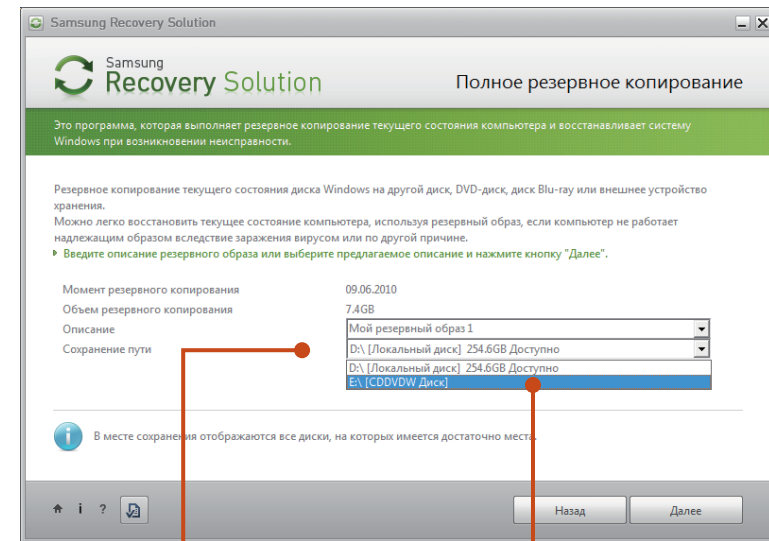 Samsung Recovery Solution
Samsung
Recovery Solution
Полное резервное копирование
Это программа, которая выполняет резервное копирование текущего состояния компьютера и восстанавливает систему
Windows при возникновении неисправности.
Резервное копирование текущего состояния диска Windows на другой диск, DVD-диск, диск Blu-ray или внешнее устройство
хранения.
Можно легко восстановить текущее состояние компьютера, используя резервный образ, если компьютер не работает
надлежащим образом вследствие заражения вирусом или по другой причине.
Введите описание резервного образа или выберите предлагаемое описание и нажмите кнопку "Далее".
Момент резервного копирования 09.06.2010
Объем резервного копирования 7.4GB
Описание Мой резервный образ 1
Сохранение пути D:\ [Локальный диск] 254.6GB Доступно
D:\ [Локальный диск] 254.6GB Доступно
E:\ [CDDVDW Диск]
В месте сохранения отображаются все диски, на которых имеется достаточно места.
i ?
Назад Далее